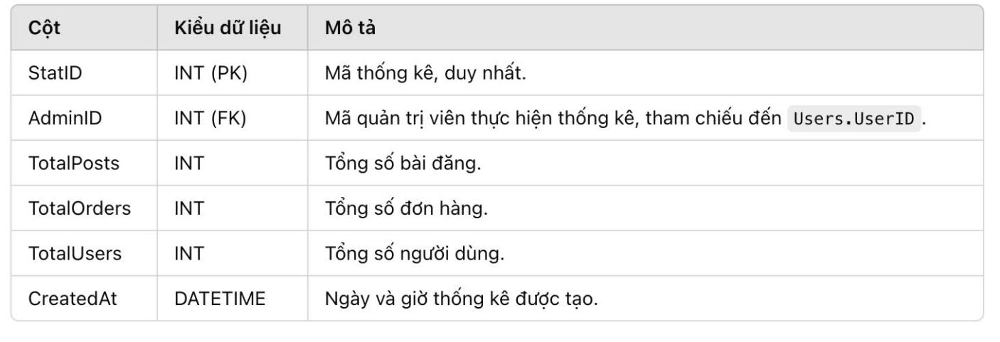 Cột Kiểu dữ liệu Mô tả
StatID INT (PK) Mã thống kê, duy nhất.
AdminID INT (FK) Mã quản trị viên thực hiện thống kê, tham chiếu đến Users.UserID.
TotalPosts INT Tổng số bài đăng.
TotalOrders INT Tổng số đơn hàng.
TotalUsers INT Tổng số người dùng.
CreatedAt DATETIME Ngày và giờ thống kê được tạo.